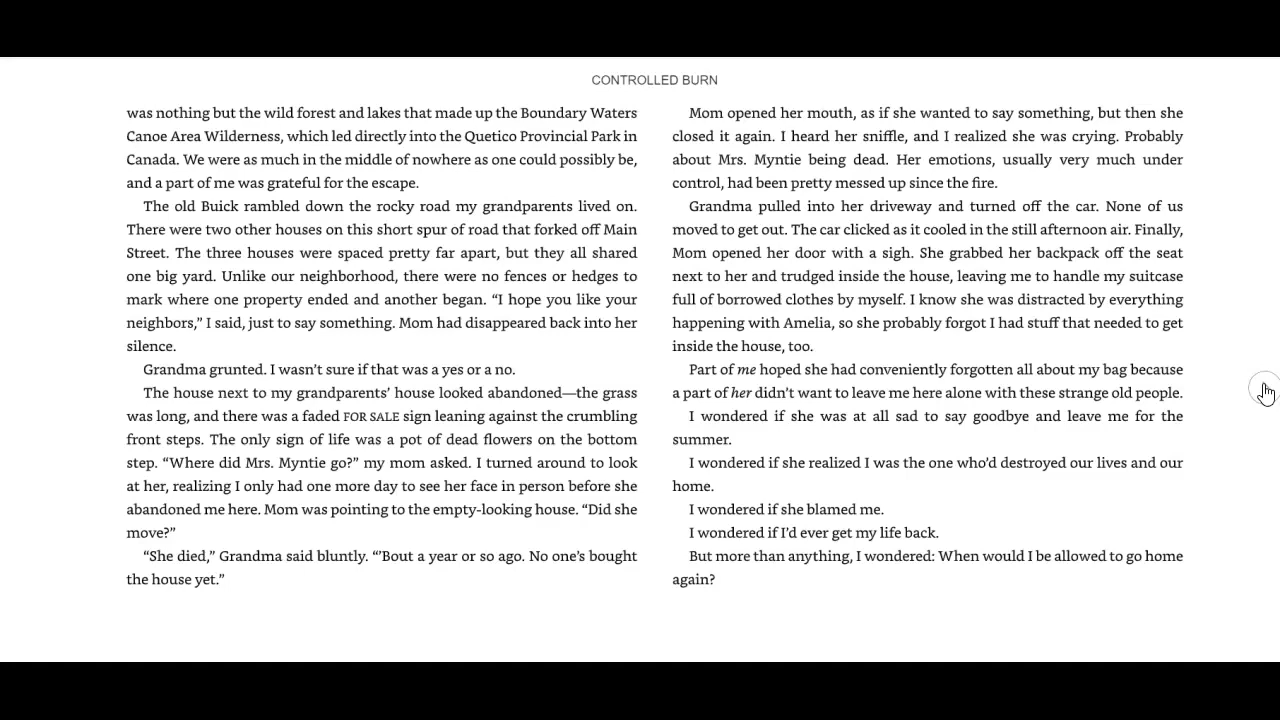 CONTROLLED BURN
was nothing but the wild forest and lakes that made up the Boundary Waters
Canoe Area Wilderness, which led directly into the Quetico Provincial Park in
Canada. We were as much in the middle of nowhere as one could possibly be,
and a part of me was grateful for the escape.
The old Buick rambled down the rocky road my grandparents lived on.
There were two other houses on this short spur of road that forked off Main
Street. The three houses were spaced pretty far apart, but they all shared
one big yard. Unlike our neighborhood, there were no fences or hedges to
mark where one property ended and another began. “I hope you like your
neighbors,” I said, just to say something. Mom had disappeared back into her
silence.
Grandma grunted. I wasn’t sure if that was a yes or a no.
The house next to my grandparents’ house looked abandoned—the grass
was long, and there was a faded FOR SALE sign leaning against the crumbling
front steps. The only sign of life was a pot of dead flowers on the bottom
step. “Where did Mrs. Myntie go?” my mom asked. I turned around to look
at her, realizing I only had one more day to see her face in person before she
abandoned me here. Mom was pointing to the empty-looking house. “Did she
move?”
“She died,” Grandma said bluntly. “’Bout a year or so ago. No one’s bought
the house yet.”
Mom opened her mouth, as if she wanted to say something, but then she
closed it again. I heard her sniffle, and I realized she was crying. Probably
about Mrs. Myntie being dead. Her emotions, usually very much under
control, had been pretty messed up since the fire.
Grandma pulled into her driveway and turned off the car. None of us
moved to get out. The car clicked as it cooled in the still afternoon air. Finally,
Mom opened her door with a sigh. She grabbed her backpack off the seat
next to her and trudged inside the house, leaving me to handle my suitcase
full of borrowed clothes by myself. I know she was distracted by everything
happening with Amelia, so she probably forgot I had stuff that needed to get
inside the house, too.
Part of me hoped she had conveniently forgotten all about my bag because
a part of her didn’t want to leave me here alone with these strange old people.
I wondered if she was at all sad to say goodbye and leave me for the
summer.
I wondered if she realized I was the one who’d destroyed our lives and our
home.
I wondered if she blamed me.
I wondered if I’d ever get my life back.
But more than anything, I wondered: When would I be allowed to go home
again?